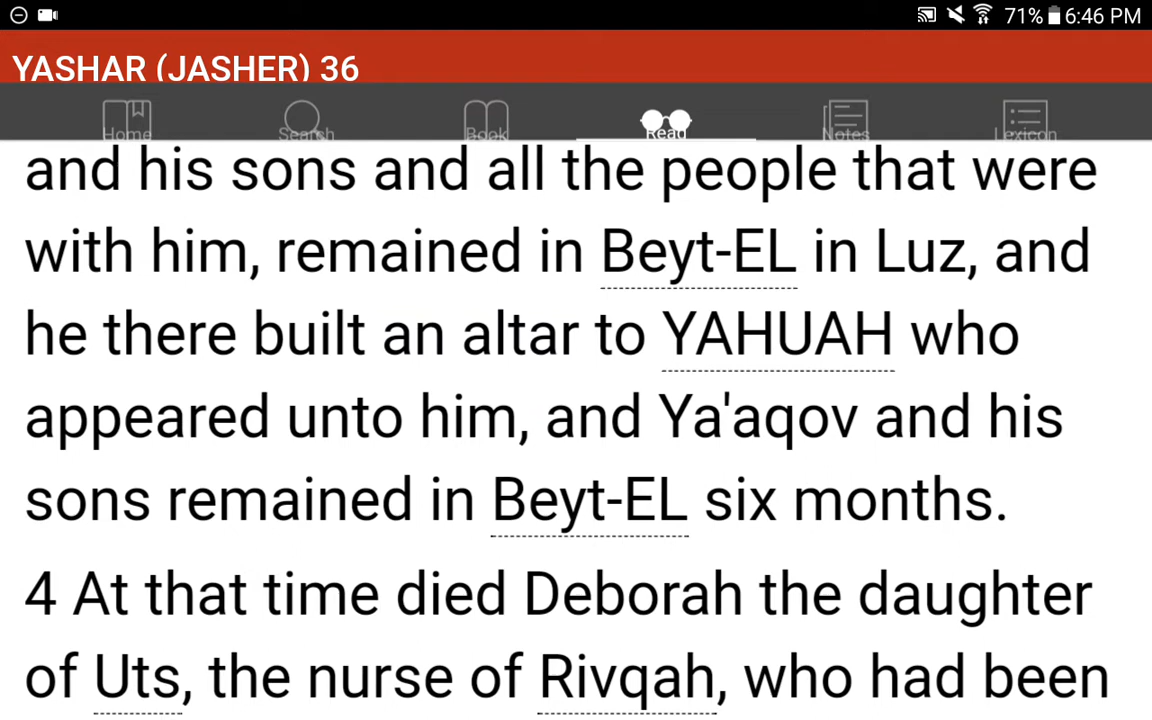 71% 6:46 PM
YASHAR (JASHER) 36
Home Search Book Read Notes Lexicon
and his sons and all the people that were
with him, remained in Beyt-EL in Luz, and
he there built an altar to YAHUAH who
appeared unto him, and Ya'aqov and his
sons remained in Beyt-EL six months.
4 At that time died Deborah the daughter
of Uts, the nurse of Rivqah, who had been